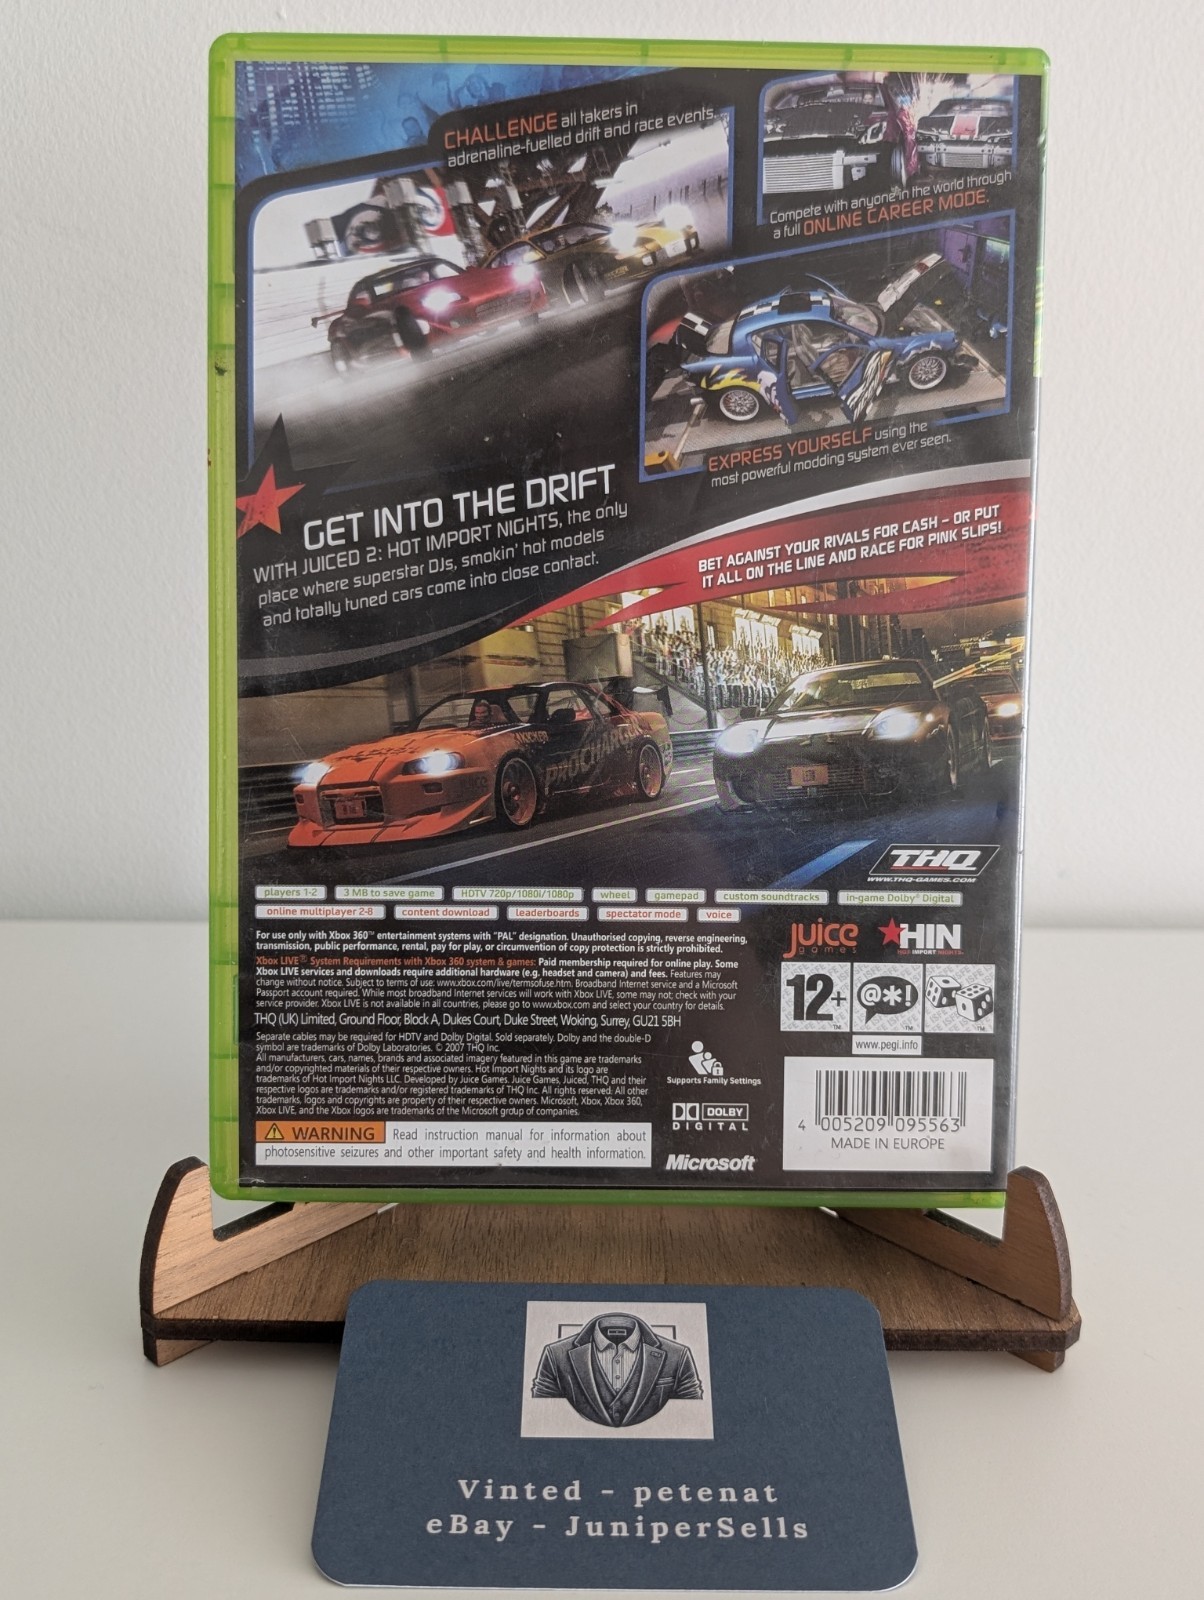 CHALLENGE all takers in
adrenaline-fuelled drift and race events.
Compete with anyone in the world through
a full ONLINE CAREER MODE.
EXPRESS YOURSELF using the
most powerful modding system ever seen.
GET INTO THE DRIFT
WITH JUICED 2: HOT IMPORT NIGHTS, the only
place where superstar DJs, smokin' hot models
and totally tuned cars come into close contact.
BET AGAINST YOUR RIVALS FOR CASH – OR PUT
IT ALL ON THE LINE AND RACE FOR PINK SLIPS!
PROCHARGER
THQ
WWW.THQ-GAMES.COM
players 1-2
3 MB to save game
HDTV 720p/1080i/1080p
wheel
gamepad
custom soundtracks
in-game Dolby® Digital
online multiplayer 2-8
content download
leaderboards
spectator mode
voice
For use only with Xbox 360™ entertainment systems with "PAL" designation. Unauthorised copying, reverse engineering,
transmission, public performance, rental, pay for play, or circumvention of copy protection is strictly prohibited.
Xbox LIVE® System Requirements with Xbox 360 system & games: Paid membership required for online play. Some
Xbox LIVE services and downloads require additional hardware (e.g. headset and camera) and fees. Features may
change without notice. Subject to terms of use: www.xbox.com/live/termsofuse.htm. Broadband Internet service and a Microsoft
Passport account required. While most broadband Internet services will work with Xbox LIVE, some may not; check with your
service provider. Xbox LIVE is not available in all countries, please go to www.xbox.com and select your country for details.
THQ (UK) Limited, Ground Floor, Block A, Dukes Court, Duke Street, Woking, Surrey, GU21 5BH
Separate cables may be required for HDTV and Dolby Digital. Sold separately. Dolby and the double-D
symbol are trademarks of Dolby Laboratories. © 2007 THQ Inc.
All manufacturers, cars, names, brands and associated imagery featured in this game are trademarks
and/or copyrighted materials of their respective owners. Hot Import Nights and its logo are
trademarks of Hot Import Nights LLC. Developed by Juice Games. Juice Games, Juiced, THQ and their
respective logos are trademarks and/or registered trademarks of THQ Inc. All rights reserved. All other
trademarks, logos and copyrights are property of their respective owners. Microsoft, Xbox, Xbox 360,
Xbox LIVE, and the Xbox logos are trademarks of the Microsoft group of companies.
WARNING Read instruction manual for information about
photosensitive seizures and other important safety and health information.
juice
games
HIN
HOT IMPORT NIGHTS
12+
TM
@*!
TM
TM
www.pegi.info
Supports Family Settings
DOLBY
DIGITAL
Microsoft
4 005209 095563
MADE IN EUROPE
Vinted - petenat
eBay - JuniperSells